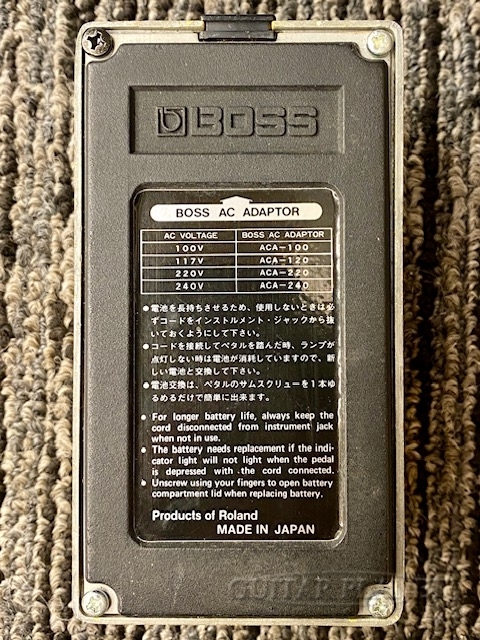 BOSS
BOSS AC ADAPTOR
AC VOLTAGE BOSS AC ADAPTOR
100V ACA-100
117V ACA-120
220V ACA-220
240V ACA-240
●電池を長持ちさせるため、使用しないときは必
ずコードをインストルメント・ジャックから抜
いておくようにして下さい。
●コードを接続してペダルを踏んだ時、ランプが
点灯しない時は電池が消耗していますので、新
しい電池と交換して下さい。
●電池交換は、ペダルのサムスクリューを1本ゆ
るめるだけで簡単に出来ます。
● For longer battery life, always keep the
cord disconnected from instrument jack
when not in use.
● The battery needs replacement if the indi-
cator light will not light when the pedal
is depressed with the cord connected.
● Unscrew using your fingers to open battery
compartment lid when replacing battery.
Products of Roland
MADE IN JAPAN
GUITAR PLANET